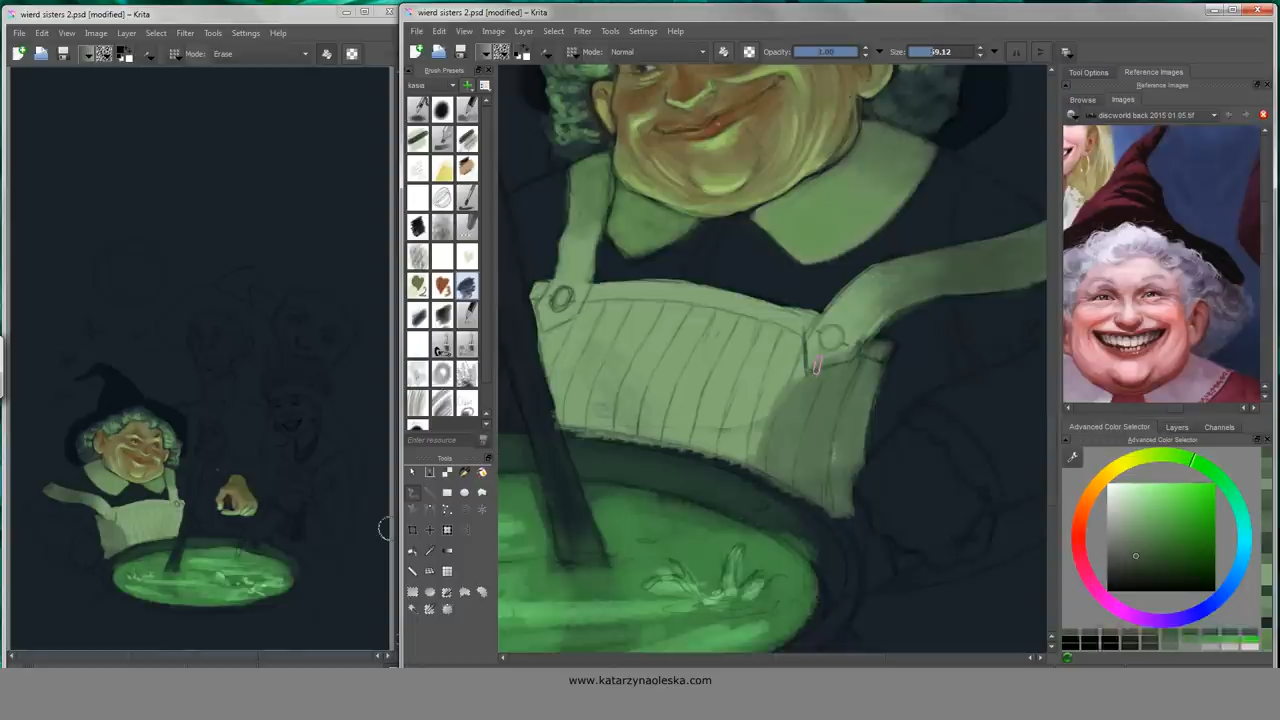 wierd sisters 2.psd [modified] - Krita
File Edit View Image Layer Select Filter Tools Settings Help
Mode: Erase
wierd sisters 2.psd [modified] - Krita
File Edit View Image Layer Select Filter Tools Settings Help
Mode: Normal Opacity: 1.00 Size:
Brush Presets
kasia
Enter resource
Tools
Tool Options Reference Images
Reference Images
Browse Images
discworld back 2015 01 05.tif
Advanced Color Selector Layers Channels
Advanced Color Selector
www.katarzynaoleska.com